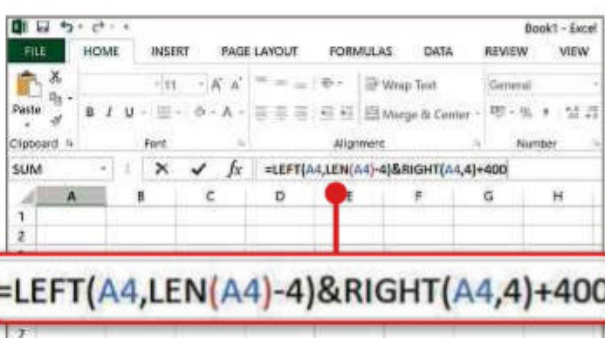 Book1 - Excel
FILE HOME INSERT PAGE LAYOUT FORMULAS DATA REVIEW VIEW
11 A A Wrap Text General
Paste B I U A Merge & Center %
Clipboard Font Alignment Number
SUM fx =LEFT(A4,LEN(A4)-4)&RIGHT(A4,4)+400
A B C D E F G H
1
2
=LEFT(A4,LEN(A4)-4)&RIGHT(A4,4)+400
7